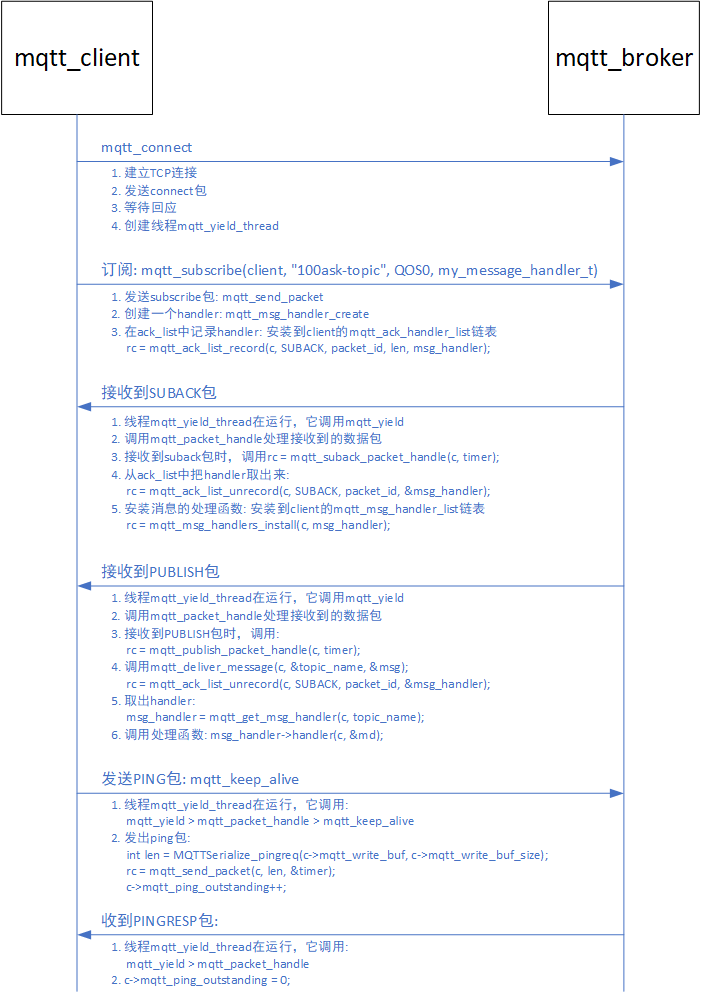 mqtt_client
mqtt_broker
mqtt_connect
1. 建立TCP连接
2. 发送connect包
3. 等待回应
4. 创建线程mqtt_yield_thread
订阅: mqtt_subscribe(client, "100ask-topic", QOS0, my_message_handler_t)
1. 发送subscribe包: mqtt_send_packet
2. 创建一个handler: mqtt_msg_handler_create
3. 在ack_list中记录handler: 安装到client的mqtt_ack_handler_list链表
rc = mqtt_ack_list_record(c, SUBACK, packet_id, len, msg_handler);
接收到SUBACK包
1. 线程mqtt_yield_thread在运行，它调用mqtt_yield
2. 调用mqtt_packet_handle处理接收到的数据包
3. 接收到suback包时，调用rc = mqtt_suback_packet_handle(c, timer);
4. 从ack_list中把handler取出来:
rc = mqtt_ack_list_unrecord(c, SUBACK, packet_id, &msg_handler);
5. 安装消息的处理函数: 安装到client的mqtt_msg_handler_list链表
rc = mqtt_msg_handlers_install(c, msg_handler);
接收到PUBLISH包
1. 线程mqtt_yield_thread在运行，它调用mqtt_yield
2. 调用mqtt_packet_handle处理接收到的数据包
3. 接收到PUBLISH包时，调用:
rc = mqtt_publish_packet_handle(c, timer);
4. 调用mqtt_deliver_message(c, &topic_name, &msg);
rc = mqtt_ack_list_unrecord(c, SUBACK, packet_id, &msg_handler);
5. 取出handler:
msg_handler = mqtt_get_msg_handler(c, topic_name);
6. 调用处理函数: msg_handler->handler(c, &md);
发送PING包: mqtt_keep_alive
1. 线程mqtt_yield_thread在运行，它调用:
mqtt_yield > mqtt_packet_handle > mqtt_keep_alive
2. 发出ping包:
int len = MQTTSerialize_pingreq(c->mqtt_write_buf, c->mqtt_write_buf_size);
rc = mqtt_send_packet(c, len, &timer);
c->mqtt_ping_outstanding++;
收到PINGRESP包:
1. 线程mqtt_yield_thread在运行，它调用:
mqtt_yield > mqtt_packet_handle
2. c->mqtt_ping_outstanding = 0;